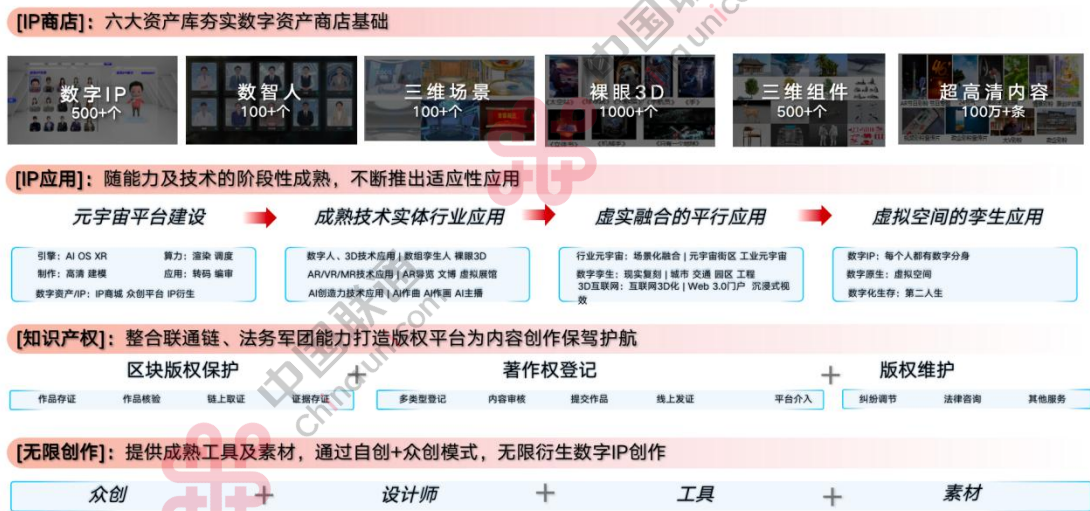 [IP商店]：六大资产库夯实数字资产商店基础
数字IP
500+个
数智人
100+个
三维场景
100+个
裸眼3D
1000+个
三维组件
500+个
超高清内容
100万+条
[IP应用]：随能力及技术的阶段性成熟，不断推出适应性应用
元宇宙平台建设
成熟技术实体行业应用
虚实融合的平行应用
虚拟空间的孪生应用
引擎：AI OS XR 算力：渲染 调度
制作：高清 建模 应用：转码 编审
数字资产/IP：IP商城 众创平台 IP衍生
数字人、3D技术应用 | 数组孪生人 裸眼3D
AR/VR/MR技术应用 | AR导览 文博 虚拟展馆
AI创造力技术应用 | AI作曲 AI作画 AI主播
行业元宇宙：场景化融合 | 元宇宙街区 工业元宇宙
数字孪生：现实复刻 | 城市 交通 园区 工程
3D互联网：互联网3D化 | Web 3.0门户 沉浸式视
效
数字IP：每个人都有数字分身
数字原生：虚拟空间
数字化生存：第二人生
[知识产权]：整合联通链、法务军团能力打造版权平台为内容创作保驾护航
区块版权保护 + 著作权登记 + 版权维护
作品存证 作品核验 链上取证 证据存证
多类型登记 内容审核 提交作品 线上发证 平台介入
纠纷调节 法律咨询 其他服务
[无限创作]：提供成熟工具及素材，通过自创+众创模式，无限衍生数字IP创作
众创 + 设计师 + 工具 + 素材
中国联通
chinaunicom